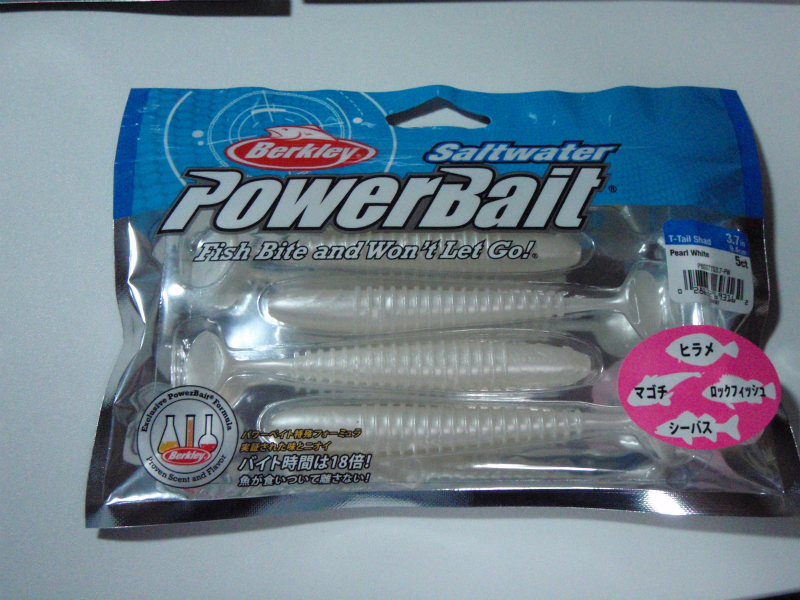 Berkley
Saltwater
PowerBait®
Fish Bite and Won't Let Go!®
T-Tail Shad 3.7in
Pearl White 5ct
ヒラメ
マゴチ ロックフィッシュ
シーバス
Exclusive PowerBait® Formula
Berkley
Proven Scent and Flavor
パワーベイト特殊フォーミュラ
実証された味とニオイ
バイト時間は18倍!
魚が食いついて離さない!